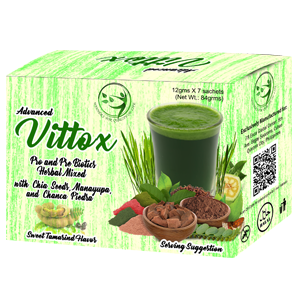 12gms X 7 sachets
(Net Wt.: 84grms)
Advanced
Vittox
Pro and Pre Biotics
Herbal Mixed
with Chia Seeds, Manayupa,
and Chanca Piedra
Sweet Tamarind Flavor
Serving Suggestion
Exclusively Manufactured for: